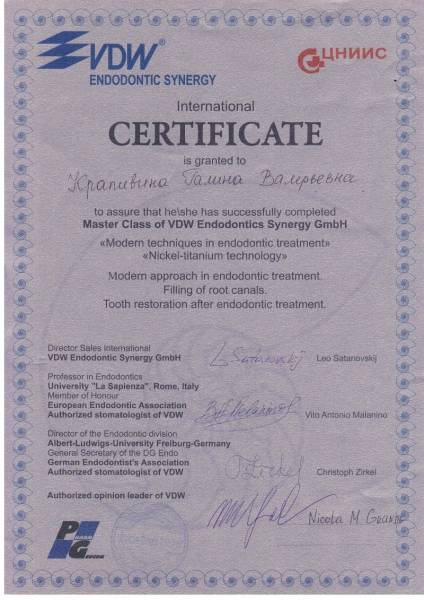 VDW®
ENDODONTIC SYNERGY
ЦНИИС
International
CERTIFICATE
is granted to
Крапивина Галина Валерьевна
to assure that he\she has successfully completed
Master Class of VDW Endodontics Synergy GmbH
«Modern techniques in endodontic treatment»
«Nickel-titanium technology»
Modern approach in endodontic treatment.
Filling of root canals.
Tooth restoration after endodontic treatment.
Director Sales International
VDW Endodontic Synergy GmbH
L Satanovskij
Leo Satanovskij
Professor in Endodontics
University "La Sapienza", Rome, Italy
Member of Honour
European Endodontic Association
Authorized stomatologist of VDW
Vito Antonio Malanino
Director of the Endodontic division
Albert-Ludwigs-University Freiburg-Germany
General Secretary of the DG Endo
German Endodontist's Association
Authorized stomatologist of VDW
Christoph Zirkel
Authorized opinion leader of VDW
Nicola M Grande
P
G